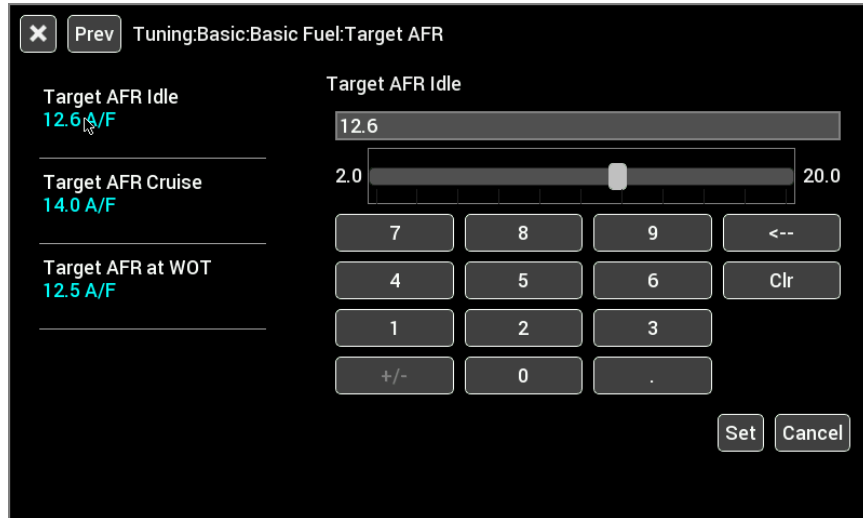 Prev Tuning:Basic:Basic Fuel:Target AFR
Target AFR Idle
12.6 A/F
Target AFR Cruise
14.0 A/F
Target AFR at WOT
12.5 A/F
Target AFR Idle
12.6
2.0 20.0
7 8 9 <--
4 5 6 Clr
1 2 3
+/- 0 .
Set Cancel